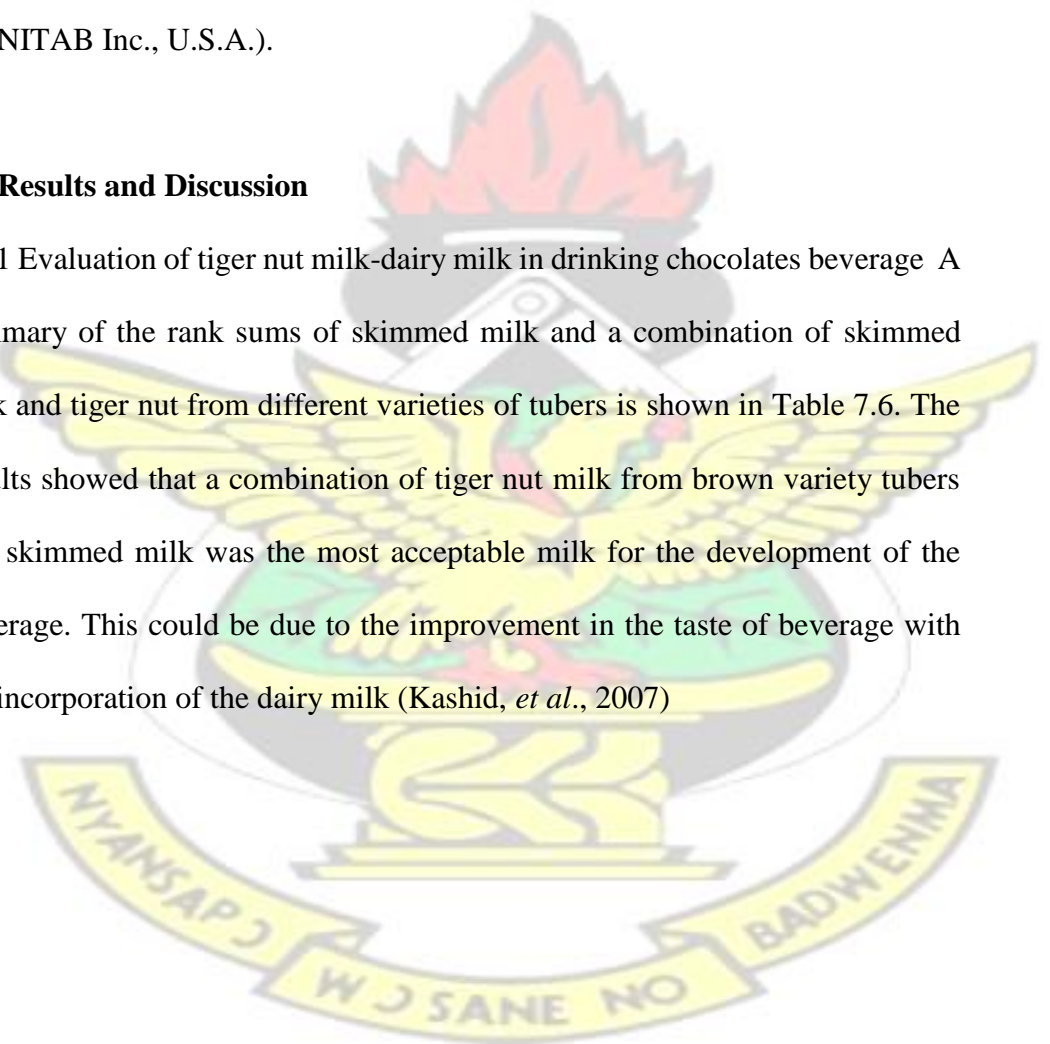 NITAB Inc., U.S.A.).
Results and Discussion
1 Evaluation of tiger nut milk-dairy milk in drinking chocolates beverage A
mary of the rank sums of skimmed milk and a combination of skimmed
k and tiger nut from different varieties of tubers is shown in Table 7.6. The
ults showed that a combination of tiger nut milk from brown variety tubers
skimmed milk was the most acceptable milk for the development of the
erage. This could be due to the improvement in the taste of beverage with
incorporation of the dairy milk (Kashid, et al., 2007)
NYANSAPƆ
WƆSANE NO
BADWENMA